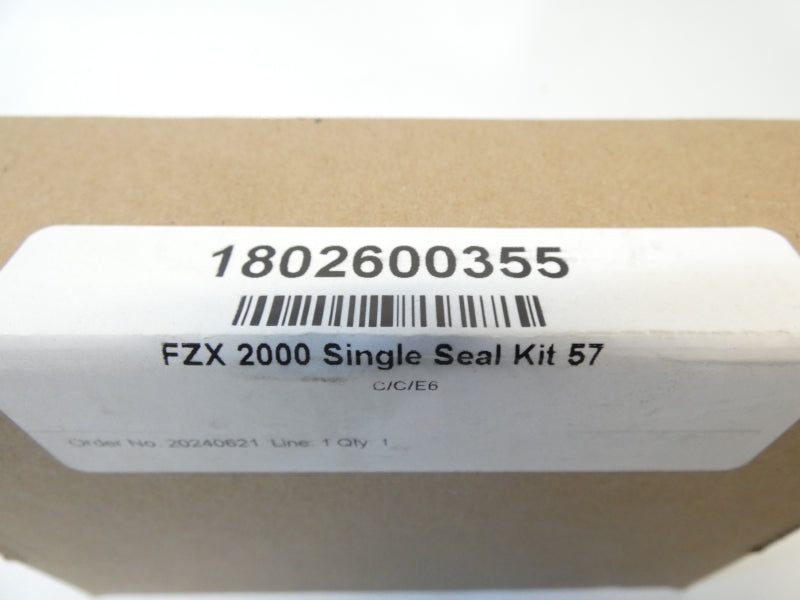 1802600355
FZX 2000 Single Seal Kit 57
C/C/E6
Order No. 20240621 Line: 1 Qty: 1